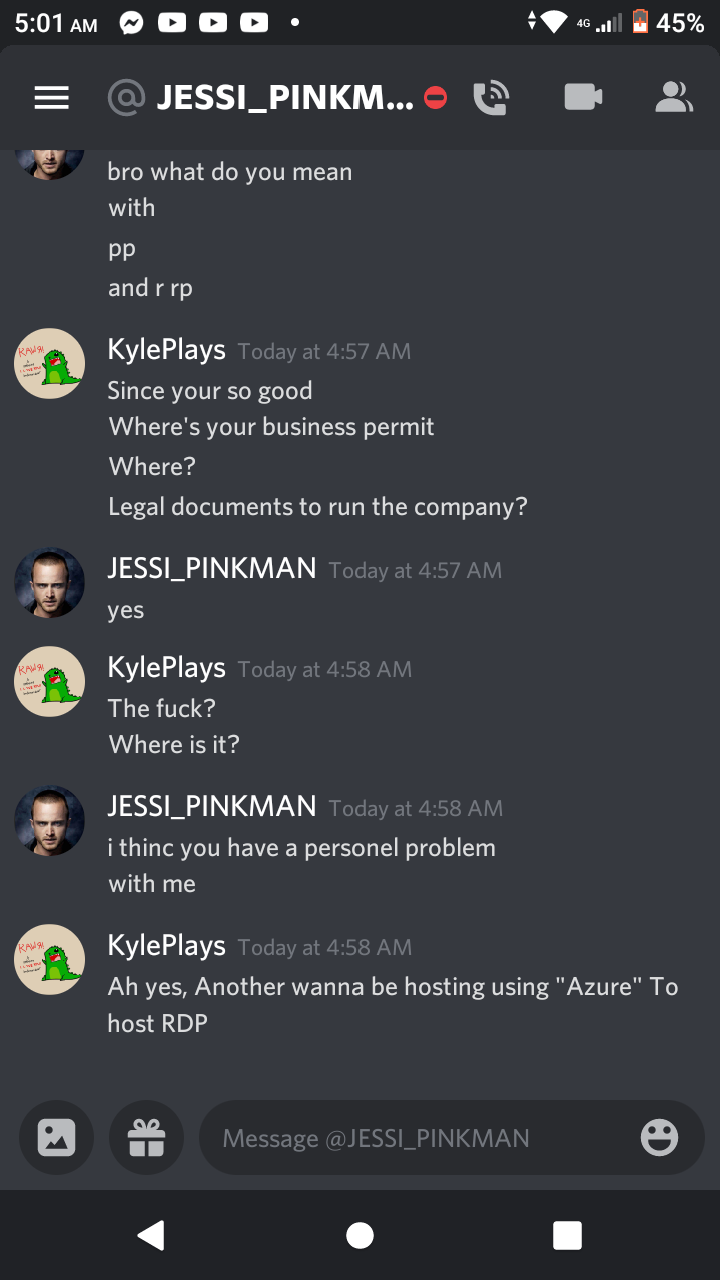 5:01 AM 4G 45%
@ JESSI_PINKM...
bro what do you mean
with
pp
and r rp
KylePlays Today at 4:57 AM
Since your so good
Where's your business permit
Where?
Legal documents to run the company?
JESSI_PINKMAN Today at 4:57 AM
yes
RAWR!
KylePlays Today at 4:58 AM
The fuck?
Where is it?
JESSI_PINKMAN Today at 4:58 AM
i thinc you have a personel problem
with me
KylePlays Today at 4:58 AM
Ah yes, Another wanna be hosting using "Azure" To
host RDP
Message @JESSI_PINKMAN